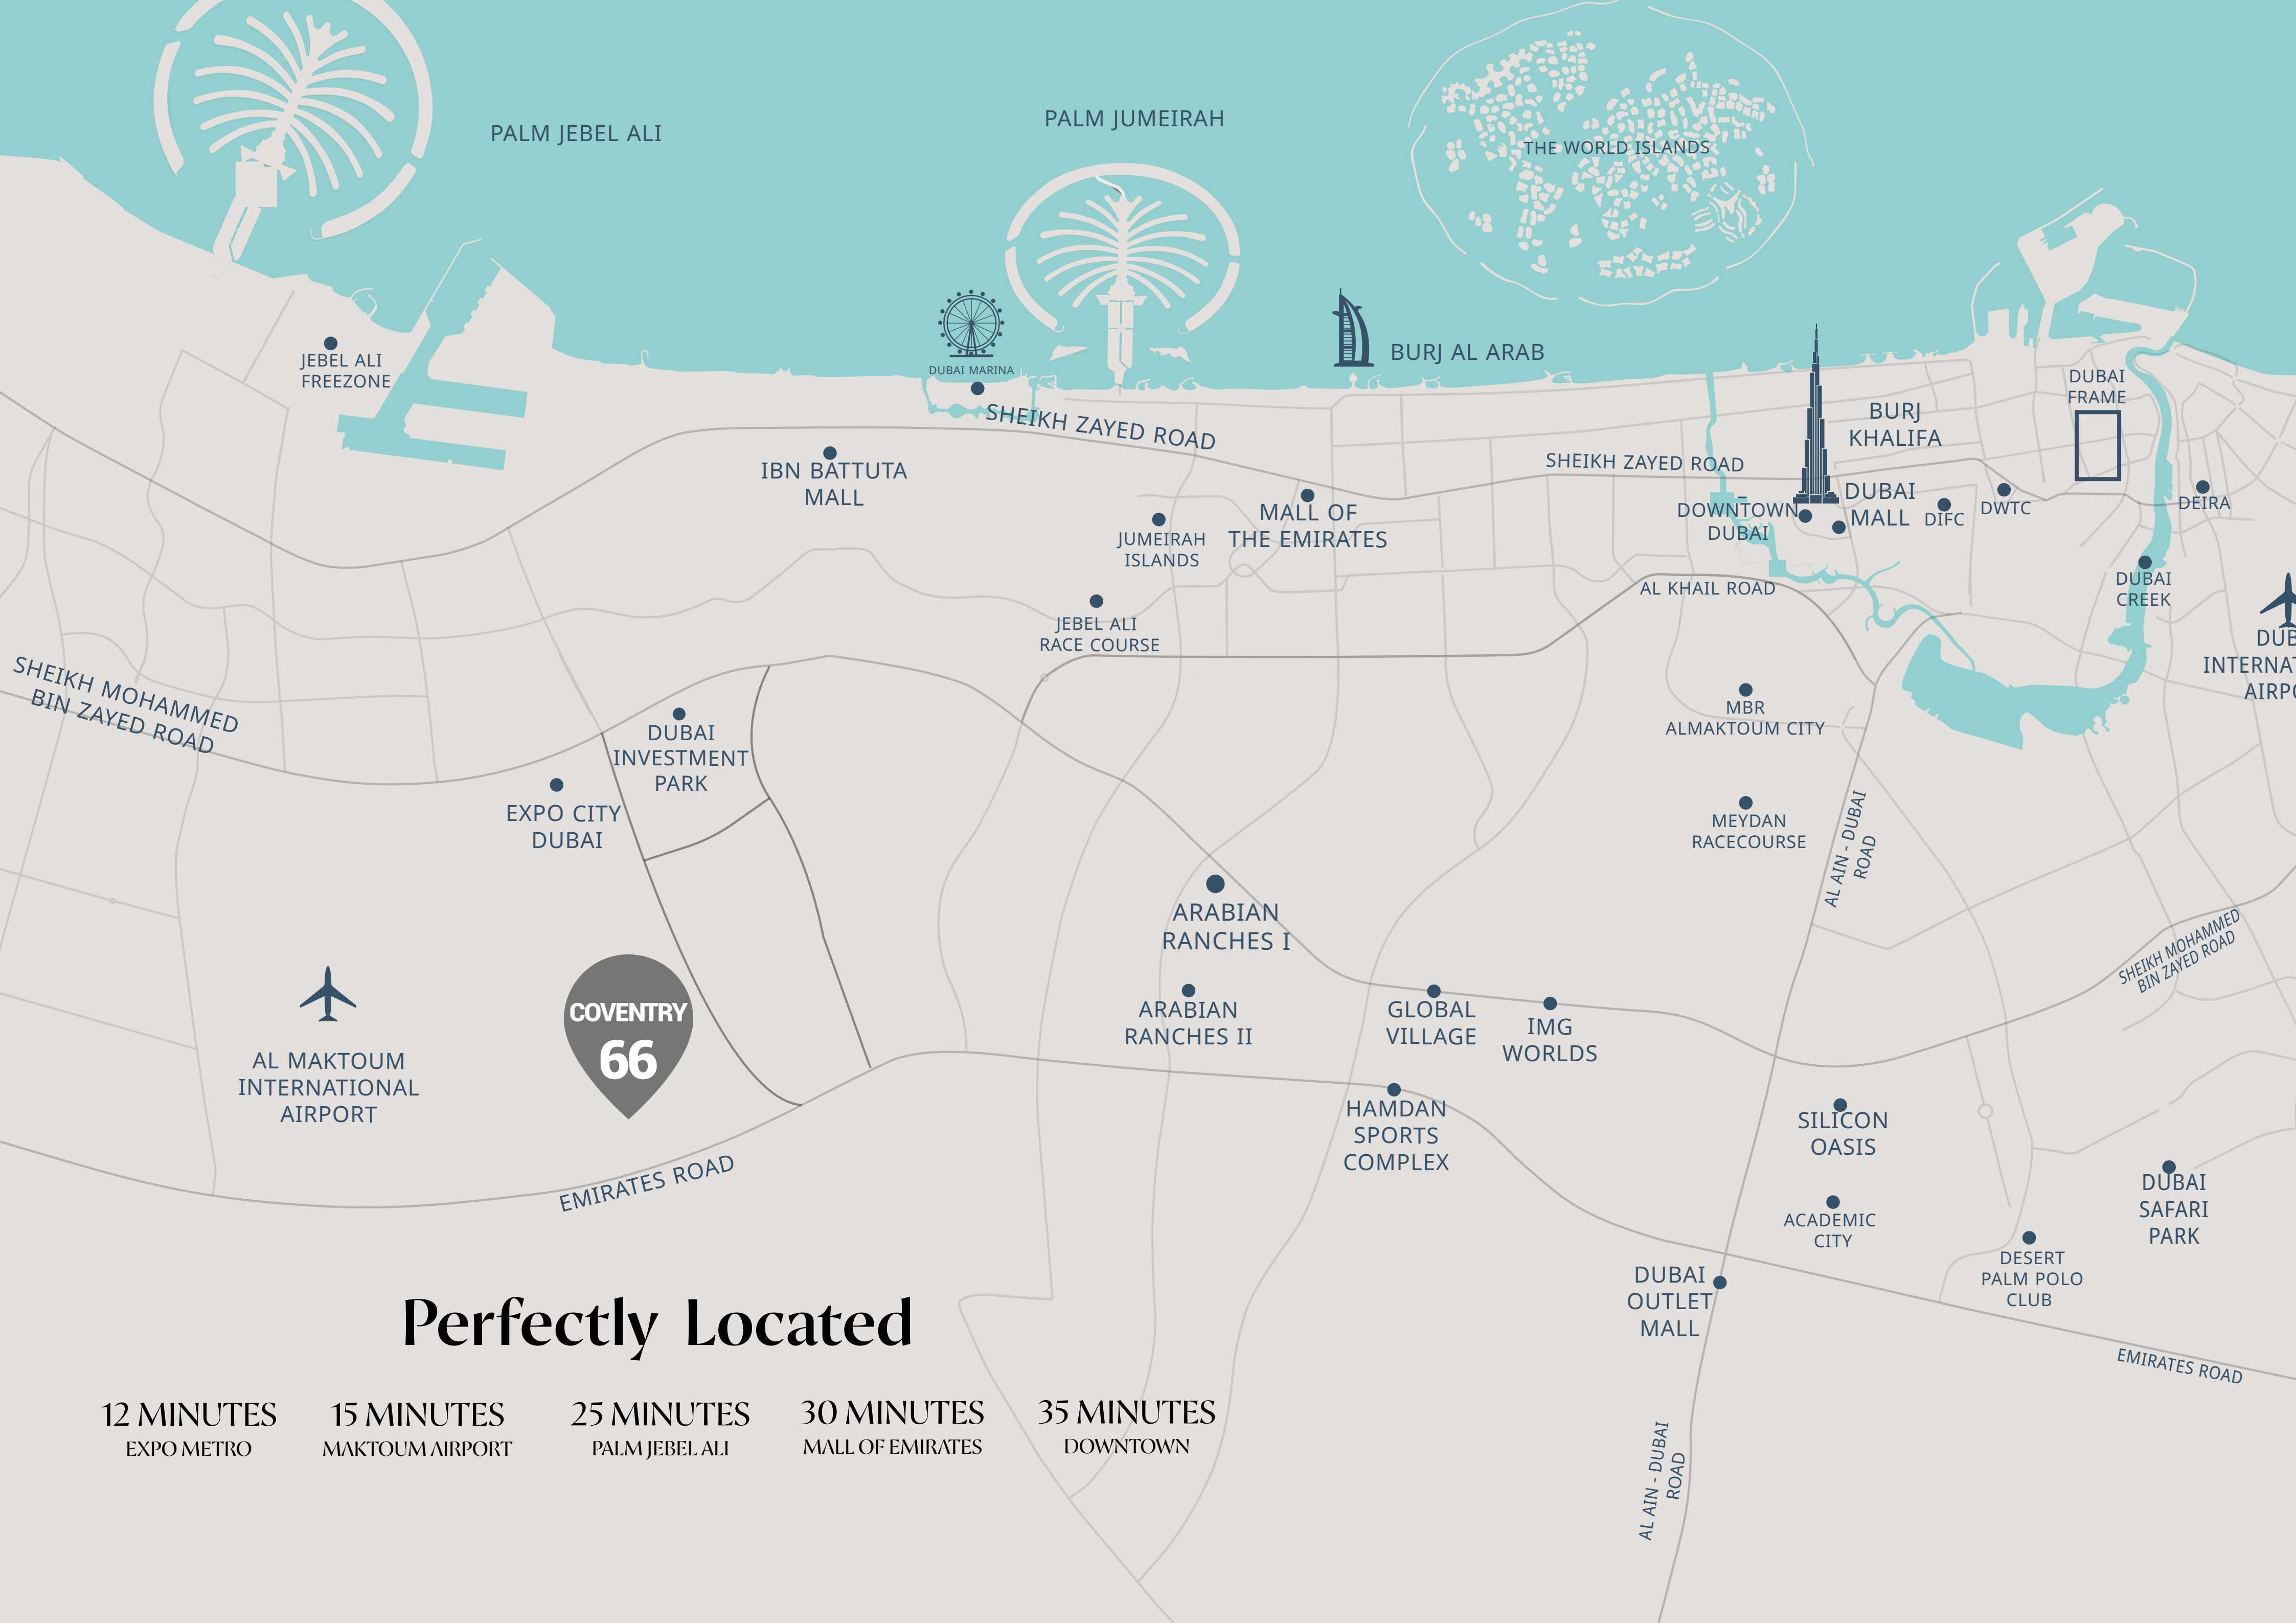 PALM JEBEL ALI
PALM JUMEIRAH
THE WORLD ISLANDS
JEBEL ALI
FREEZONE
DUBAI MARINA
BURJ AL ARAB
SHEIKH ZAYED ROAD
IBN BATTUTA
MALL
SHEIKH ZAYED ROAD
BURJ
KHALIFA
DUBAI
FRAME
JUMEIRAH
ISLANDS
MALL OF
THE EMIRATES
DOWNTOWN
DUBAI
DUBAI
MALL
DIFC
DWTC
DEIRA
DUBAI
CREEK
AL KHAIL ROAD
JEBEL ALI
RACE COURSE
DUB
INTERNAT
AIRPO
SHEIKH MOHAMMED
BIN ZAYED ROAD
DUBAI
INVESTMENT
PARK
MBR
ALMAKTOUM CITY
EXPO CITY
DUBAI
MEYDAN
RACECOURSE
AL AIN - DUBAI
ROAD
ARABIAN
RANCHES I
SHEIKH MOHAMMED
BIN ZAYED ROAD
COVENTRY
66
ARABIAN
RANCHES II
GLOBAL
VILLAGE
IMG
WORLDS
AL MAKTOUM
INTERNATIONAL
AIRPORT
HAMDAN
SPORTS
COMPLEX
SILICON
OASIS
EMIRATES ROAD
DUBAI
SAFARI
PARK
ACADEMIC
CITY
DESERT
PALM POLO
CLUB
DUBAI
OUTLET
MALL
EMIRATES ROAD
AL AIN - DUBAI
ROAD
Perfectly Located
12 MINUTES
EXPO METRO
15 MINUTES
MAKTOUM AIRPORT
25 MINUTES
PALM JEBEL ALI
30 MINUTES
MALL OF EMIRATES
35 MINUTES
DOWNTOWN